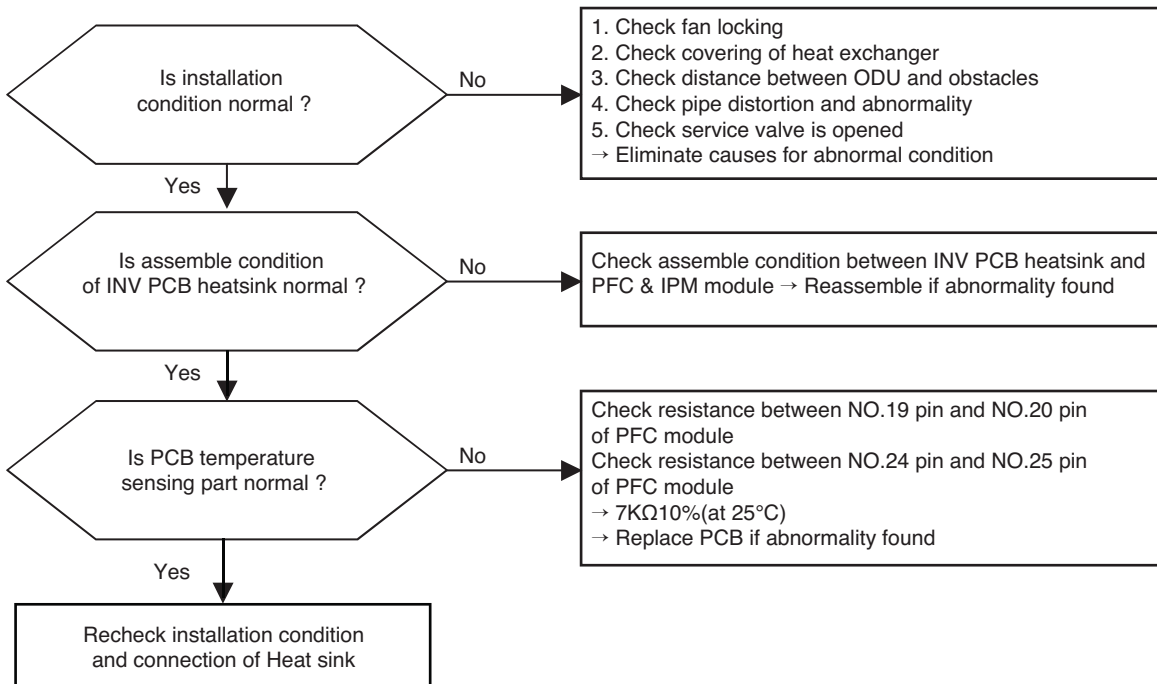 Is installation
condition normal ?
No
1. Check fan locking
2. Check covering of heat exchanger
3. Check distance between ODU and obstacles
4. Check pipe distortion and abnormality
5. Check service valve is opened
→ Eliminate causes for abnormal condition
Yes
Is assemble condition
of INV PCB heatsink normal ?
No
Check assemble condition between INV PCB heatsink and
PFC & IPM module → Reassemble if abnormality found
Yes
Is PCB temperature
sensing part normal ?
No
Check resistance between NO.19 pin and NO.20 pin
of PFC module
Check resistance between NO.24 pin and NO.25 pin
of PFC module
→ 7KΩ10%(at 25°C)
→ Replace PCB if abnormality found
Yes
Recheck installation condition
and connection of Heat sink